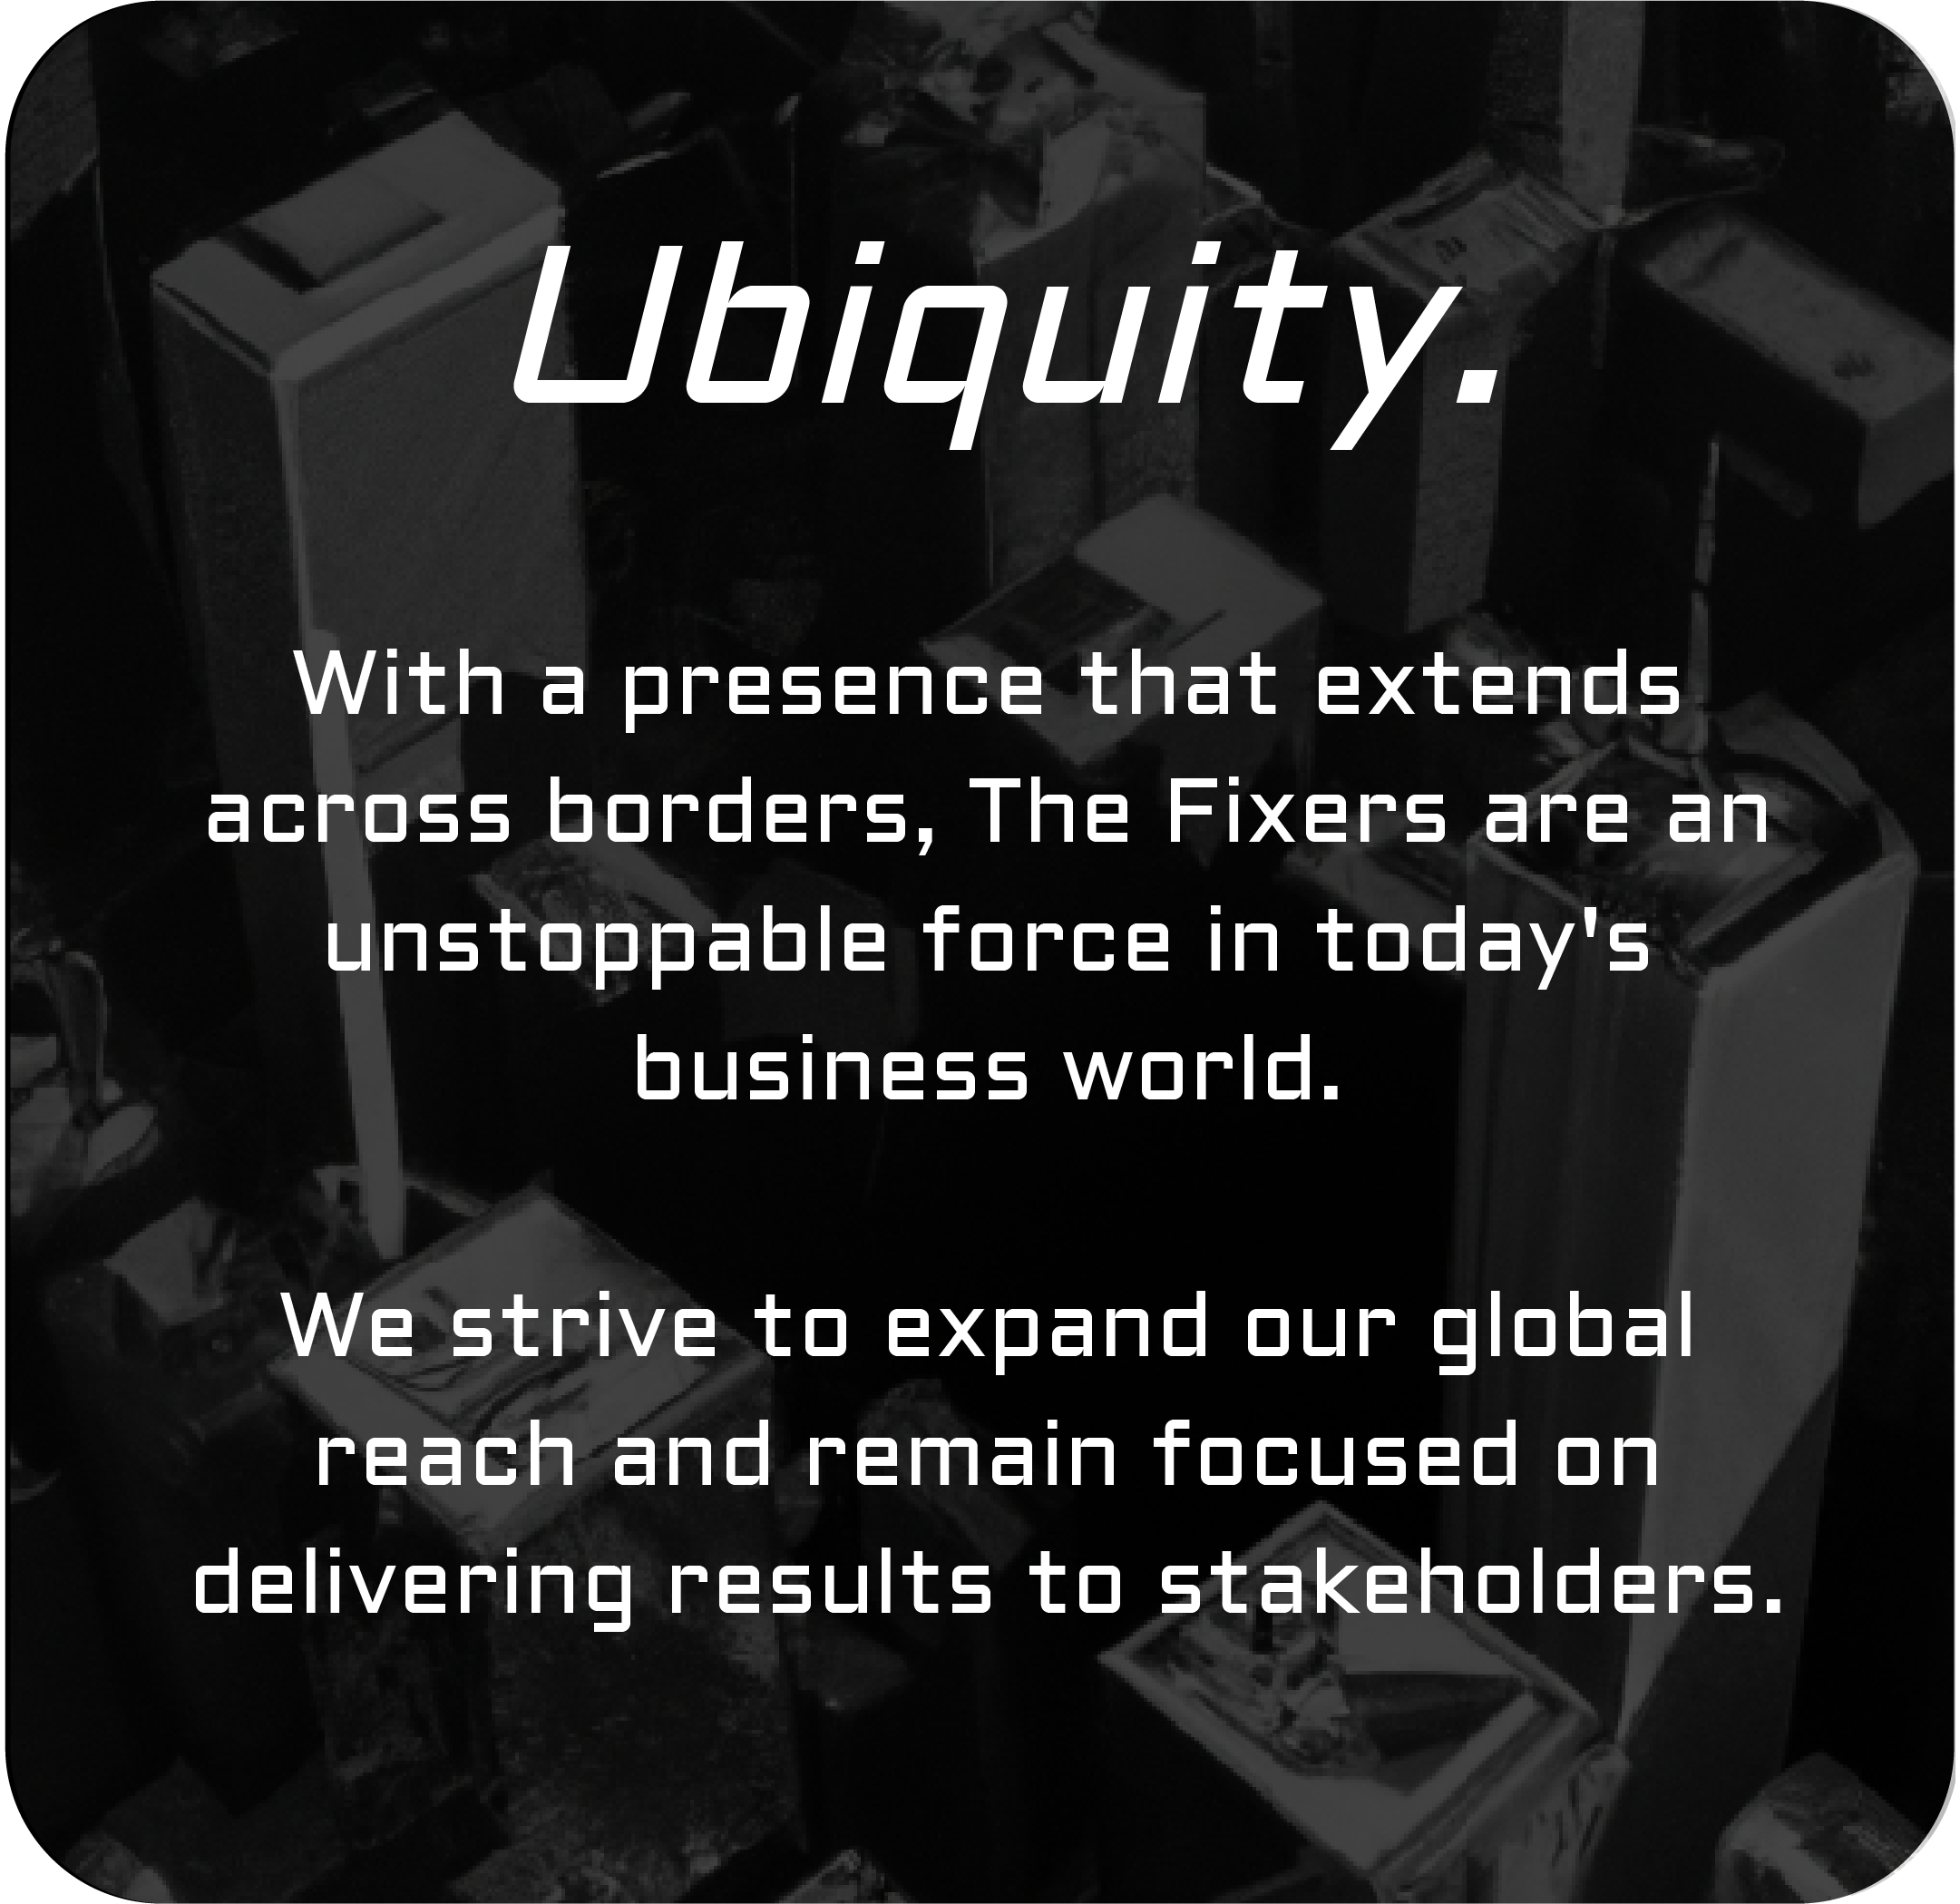 Ubiquity.
With a presence that extends
across borders, The Fixers are an
unstoppable force in today's
business world.
We strive to expand our global
reach and remain focused on
delivering results to stakeholders.